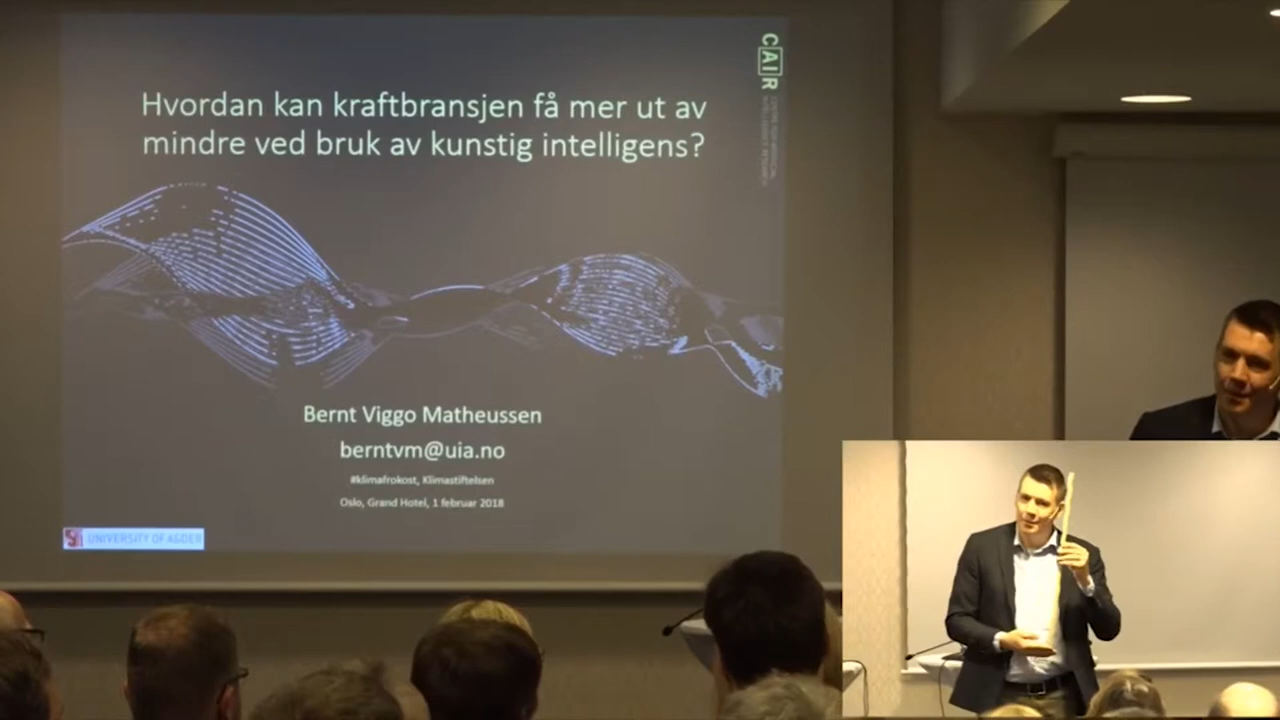 CAIR
Hvordan kan kraftbransjen få mer ut av
mindre ved bruk av kunstig intelligens?
Bernt Viggo Matheussen
berntvm@uia.no
#klimafrokost, Klimastiftelsen
Oslo, Grand Hotel, 1 februar 2018
UNIVERSITY OF AGDER